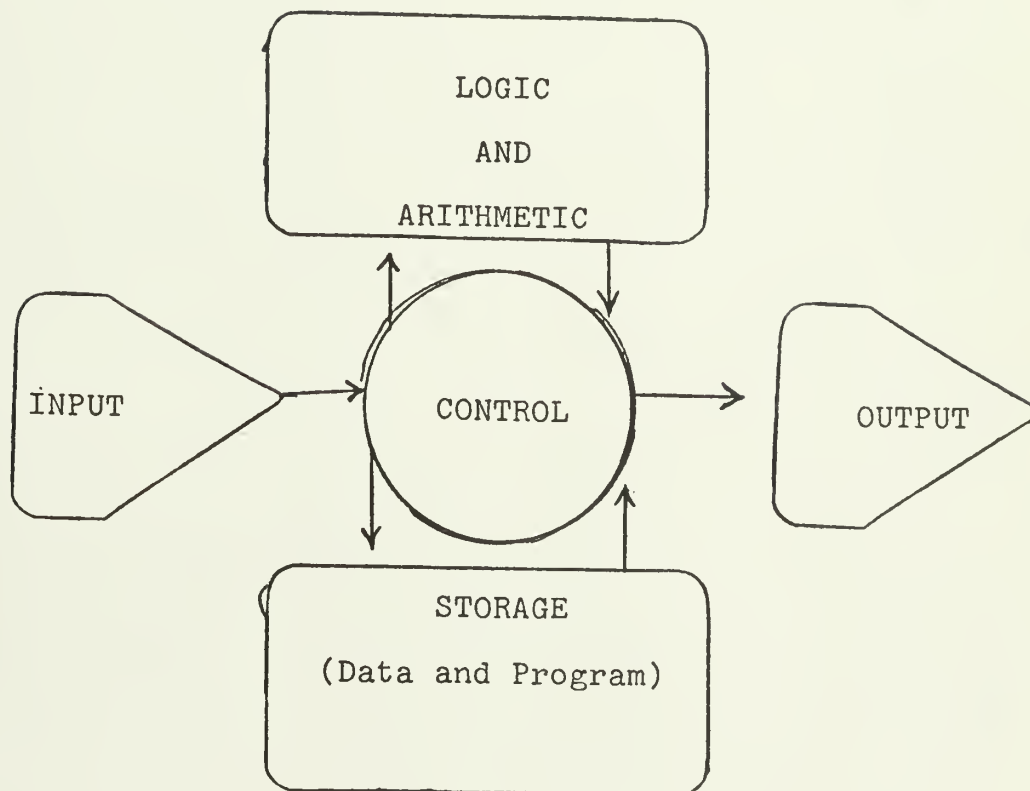 LOGIC
AND
ARITHMETIC
INPUT
CONTROL
OUTPUT
STORAGE
(Data and Program)